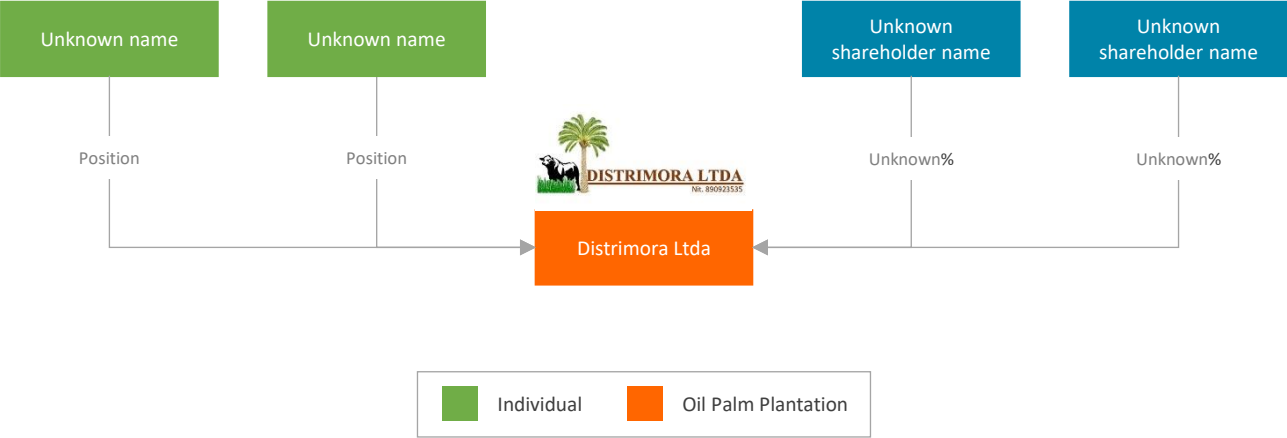 Unknown name
Unknown name
Unknown
shareholder name
Unknown
shareholder name
Position
Position
Unknown%
Unknown%
DISTRIMORA LTDA
Nit. 890923535
Distrimora Ltda
Individual
Oil Palm Plantation